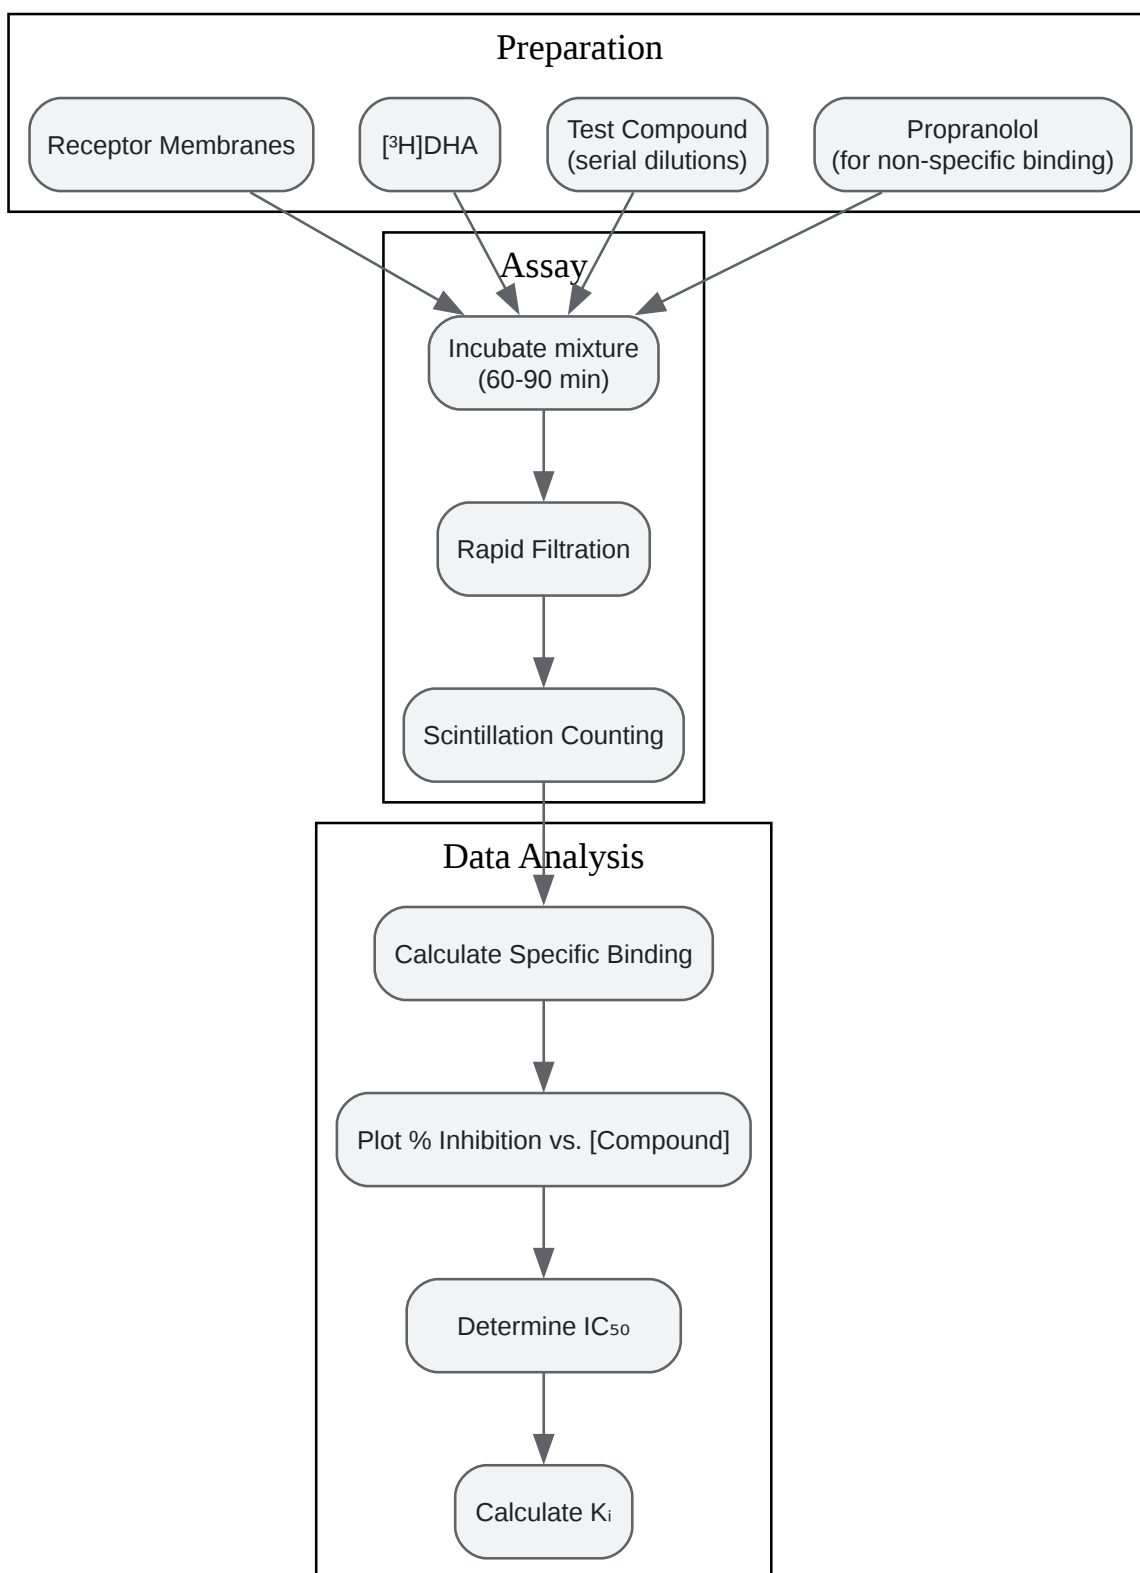 Preparation
Receptor Membranes
[³H]DHA
Test Compound
(serial dilutions)
Propranolol
(for non-specific binding)
Assay
Incubate mixture
(60-90 min)
Rapid Filtration
Scintillation Counting
Data Analysis
Calculate Specific Binding
Plot % Inhibition vs. [Compound]
Determine IC₅₀
Calculate Kᵢ